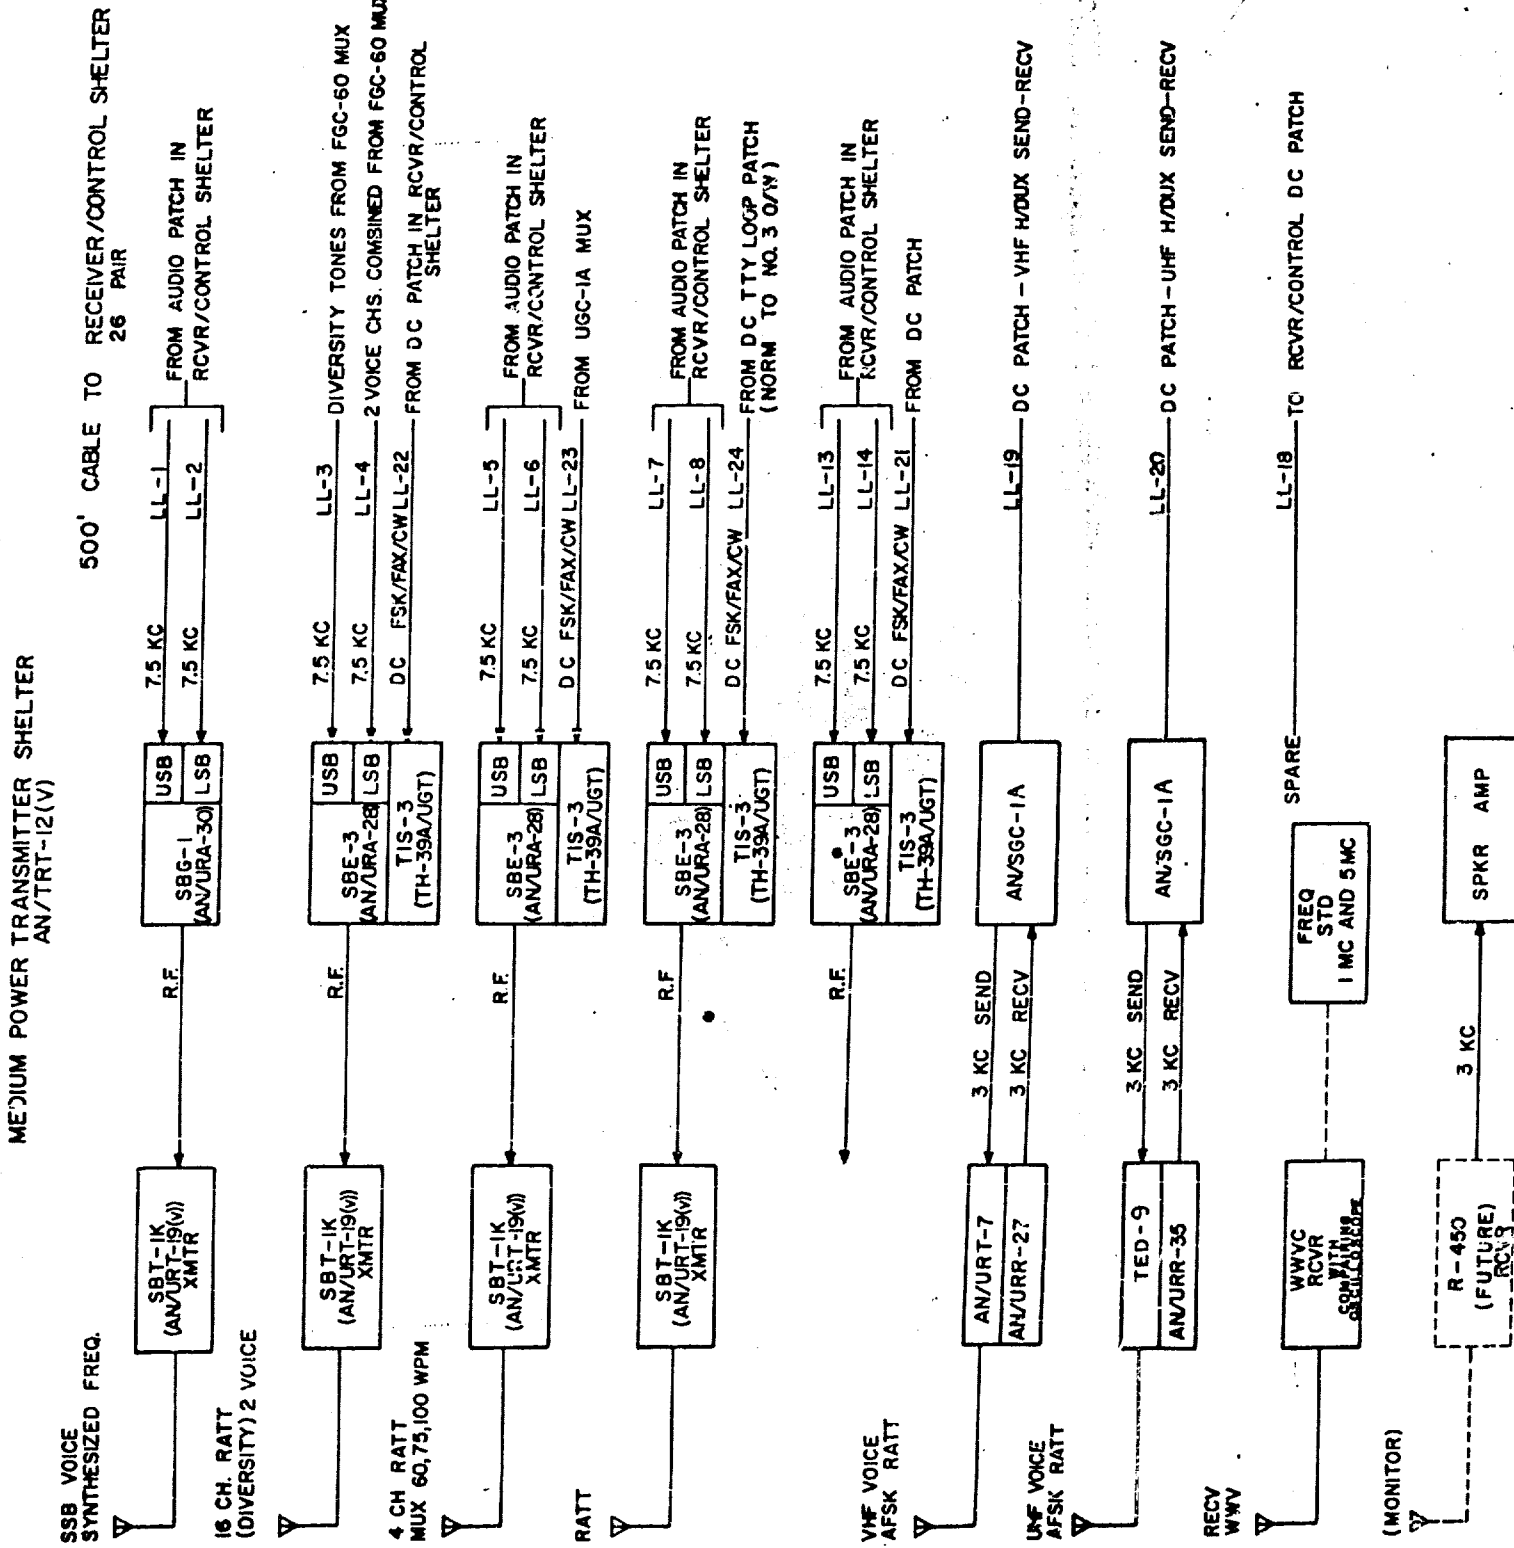 MEDIUM POWER TRANSMITTER SHELTER
AN/TRT-12(V)
500' CABLE TO RECEIVER/CONTROL SHELTER
26 PAIR
SSB VOICE
SYNTHESIZED FREQ.
SBT-1K
(AN/URT-19(V))
XMTR
R.F.
SBG-1
(AN/URA-30)
USB
LSB
7.5 KC
7.5 KC
LL-1
LL-2
FROM AUDIO PATCH IN
RCVR/CONTROL SHELTER
16 CH. RATT
(DIVERSITY) 2 VOICE
SBT-1K
(AN/URT-19(V))
XMTR
R.F.
SBE-3
(AN/URA-28)
USB
LSB
TIS-3
(TH-39A/UGT)
7.5 KC
7.5 KC
DC FSK/FAX/CW
LL-3
LL-4
LL-22
DIVERSITY TONES FROM FGC-60 MUX
2 VOICE CHS. COMBINED FROM FGC-60 MUX
FROM DC PATCH IN RCVR/CONTROL
SHELTER
4 CH RATT
MUX 60,75,100 WPM
SBT-1K
(AN/URT-19(V))
XMTR
R.F.
SBE-3
(AN/URA-28)
USB
LSB
TIS-3
(TH-39A/UGT)
7.5 KC
7.5 KC
DC FSK/FAX/CW
LL-5
LL-6
LL-23
FROM AUDIO PATCH IN
RCVR/CONTROL SHELTER
FROM UGC-1A MUX
RATT
SBT-1K
(AN/URT-19(V))
XMTR
R.F.
SBE-3
(AN/URA-28)
USB
LSB
TIS-3
(TH-39A/UGT)
7.5 KC
7.5 KC
DC FSK/FAX/CW
LL-7
LL-8
LL-24
FROM AUDIO PATCH IN
RCVR/CONTROL SHELTER
FROM DC TTY LOOP PATCH
(NORM TO NO. 3 O/W)
R.F.
SBE-3
(AN/URA-28)
USB
LSB
TIS-3
(TH-39A/UGT)
7.5 KC
7.5 KC
DC FSK/FAX/CW
LL-13
LL-14
LL-21
FROM AUDIO PATCH IN
RCVR/CONTROL SHELTER
FROM DC PATCH
VHF VOICE
AFSK RATT
AN/URT-7
AN/URR-27
3 KC SEND
3 KC RECV
AN/SGC-1A
LL-19
DC PATCH - VHF H/DUX SEND-RECV
UHF VOICE
AFSK RATT
TED-9
AN/URR-35
3 KC SEND
3 KC RECV
AN/SGC-1A
LL-20
DC PATCH-UHF H/DUX SEND-RECV
RECV
WWV
WWVC
RCVR
WITH
COMPARING
OSCILLOSCOPE
FREQ
STD
1 MC AND 5 MC
SPARE
LL-18
TO RCVR/CONTROL DC PATCH
(MONITOR)
R-450
(FUTURE)
RCVR
3 KC
SPKR AMP